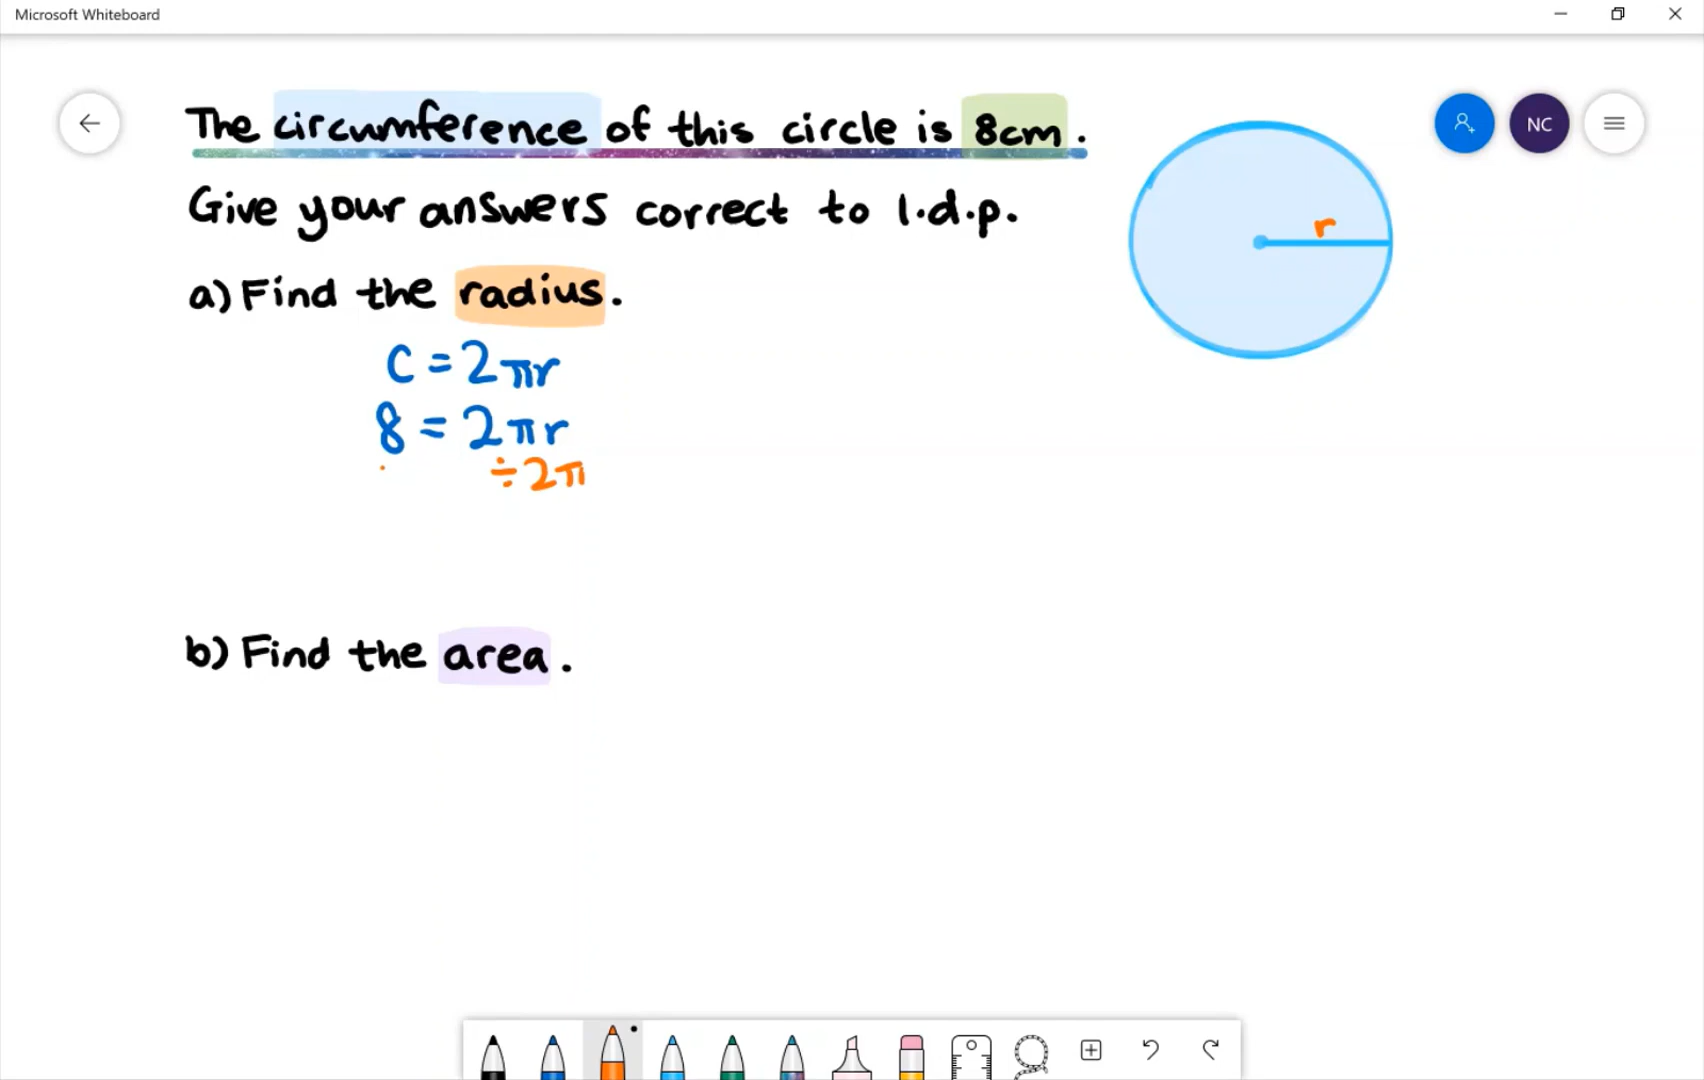 Microsoft Whiteboard
The circumference of this circle is 8cm.
NC
Give your answers correct to 1.d.p.
r
a) Find the radius.
C = 2πr
8 = 2πr
÷2π
b) Find the area.